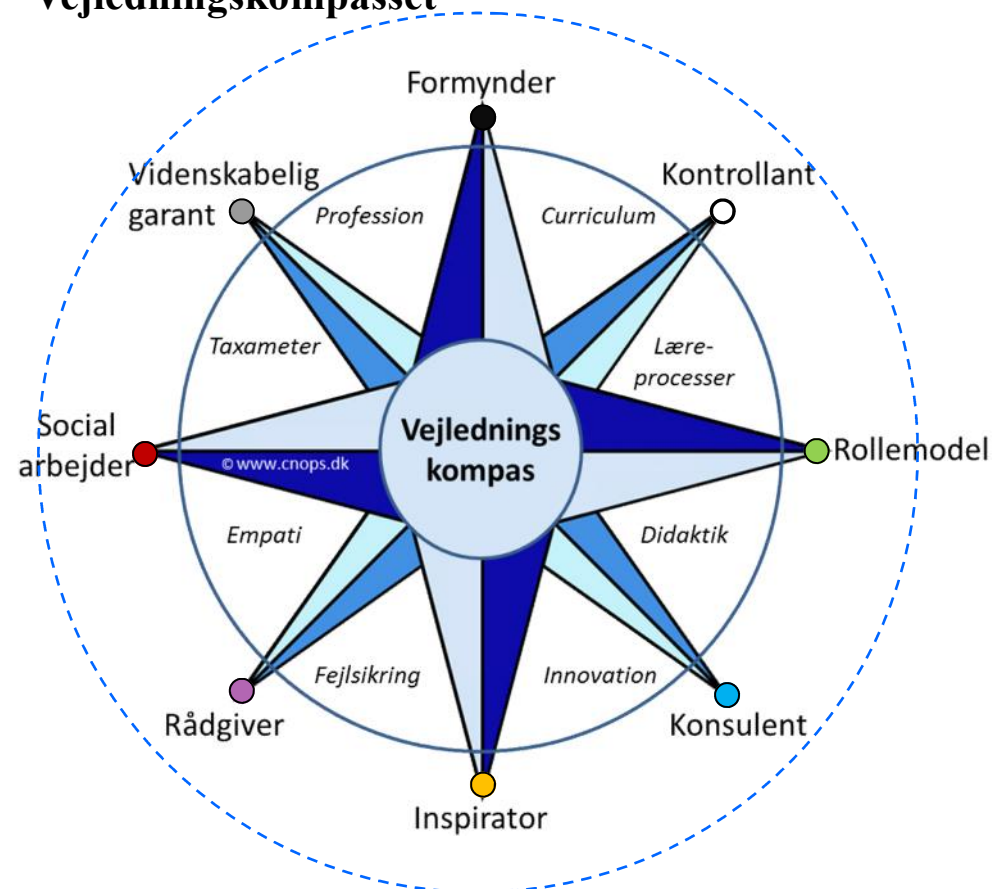 Vejledningskompasset
Formynder
Videnskabelig
garant
Kontrollant
Profession
Curriculum
Taxameter
Lære-
processer
Social
arbejder
Vejlednings
kompas
© www.cnops.dk
Rollemodel
Empati
Didaktik
Fejlsikring
Innovation
Rådgiver
Konsulent
Inspirator